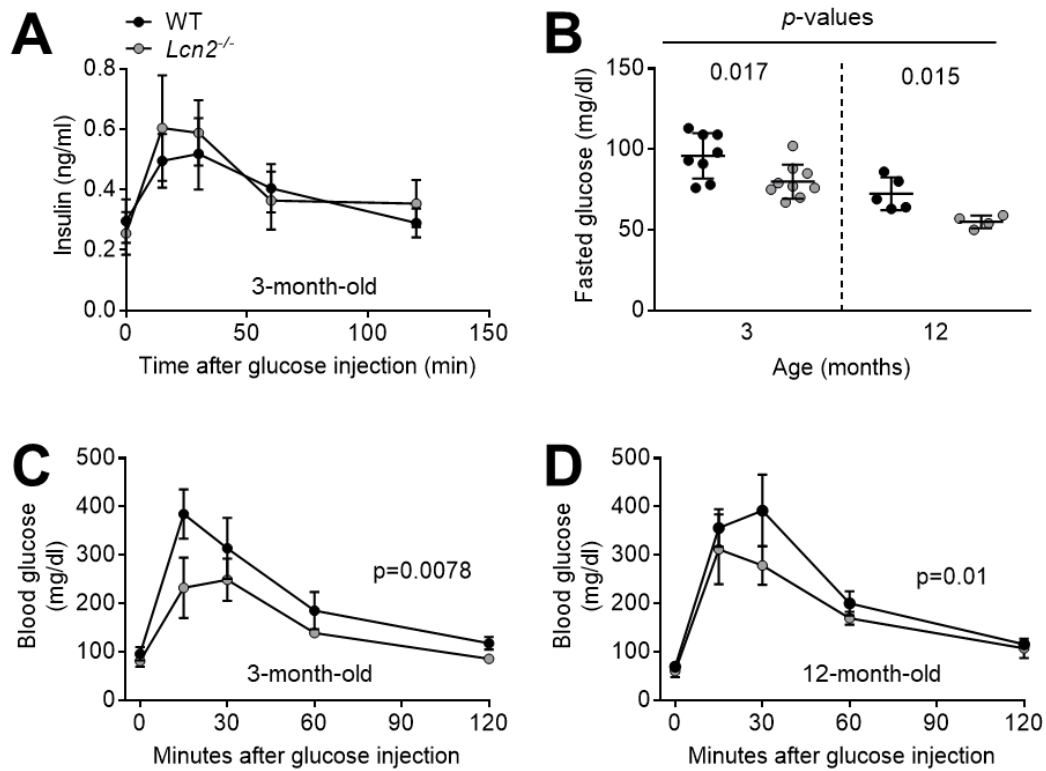 A
WT
Lcn2-/-
0.8
0.6
0.4
0.2
0.0
Insulin (ng/ml)
3-month-old
0 50 100 150
Time after glucose injection (min)
B
p-values
0.017 0.015
150
100
50
0
Fasted glucose (mg/dl)
3 12
Age (months)
C
500
400
300
200
100
0
Blood glucose
(mg/dl)
p=0.0078
3-month-old
0 30 60 90 120
Minutes after glucose injection
D
500
400
300
200
100
0
Blood glucose
(mg/dl)
p=0.01
12-month-old
0 30 60 90 120
Minutes after glucose injection